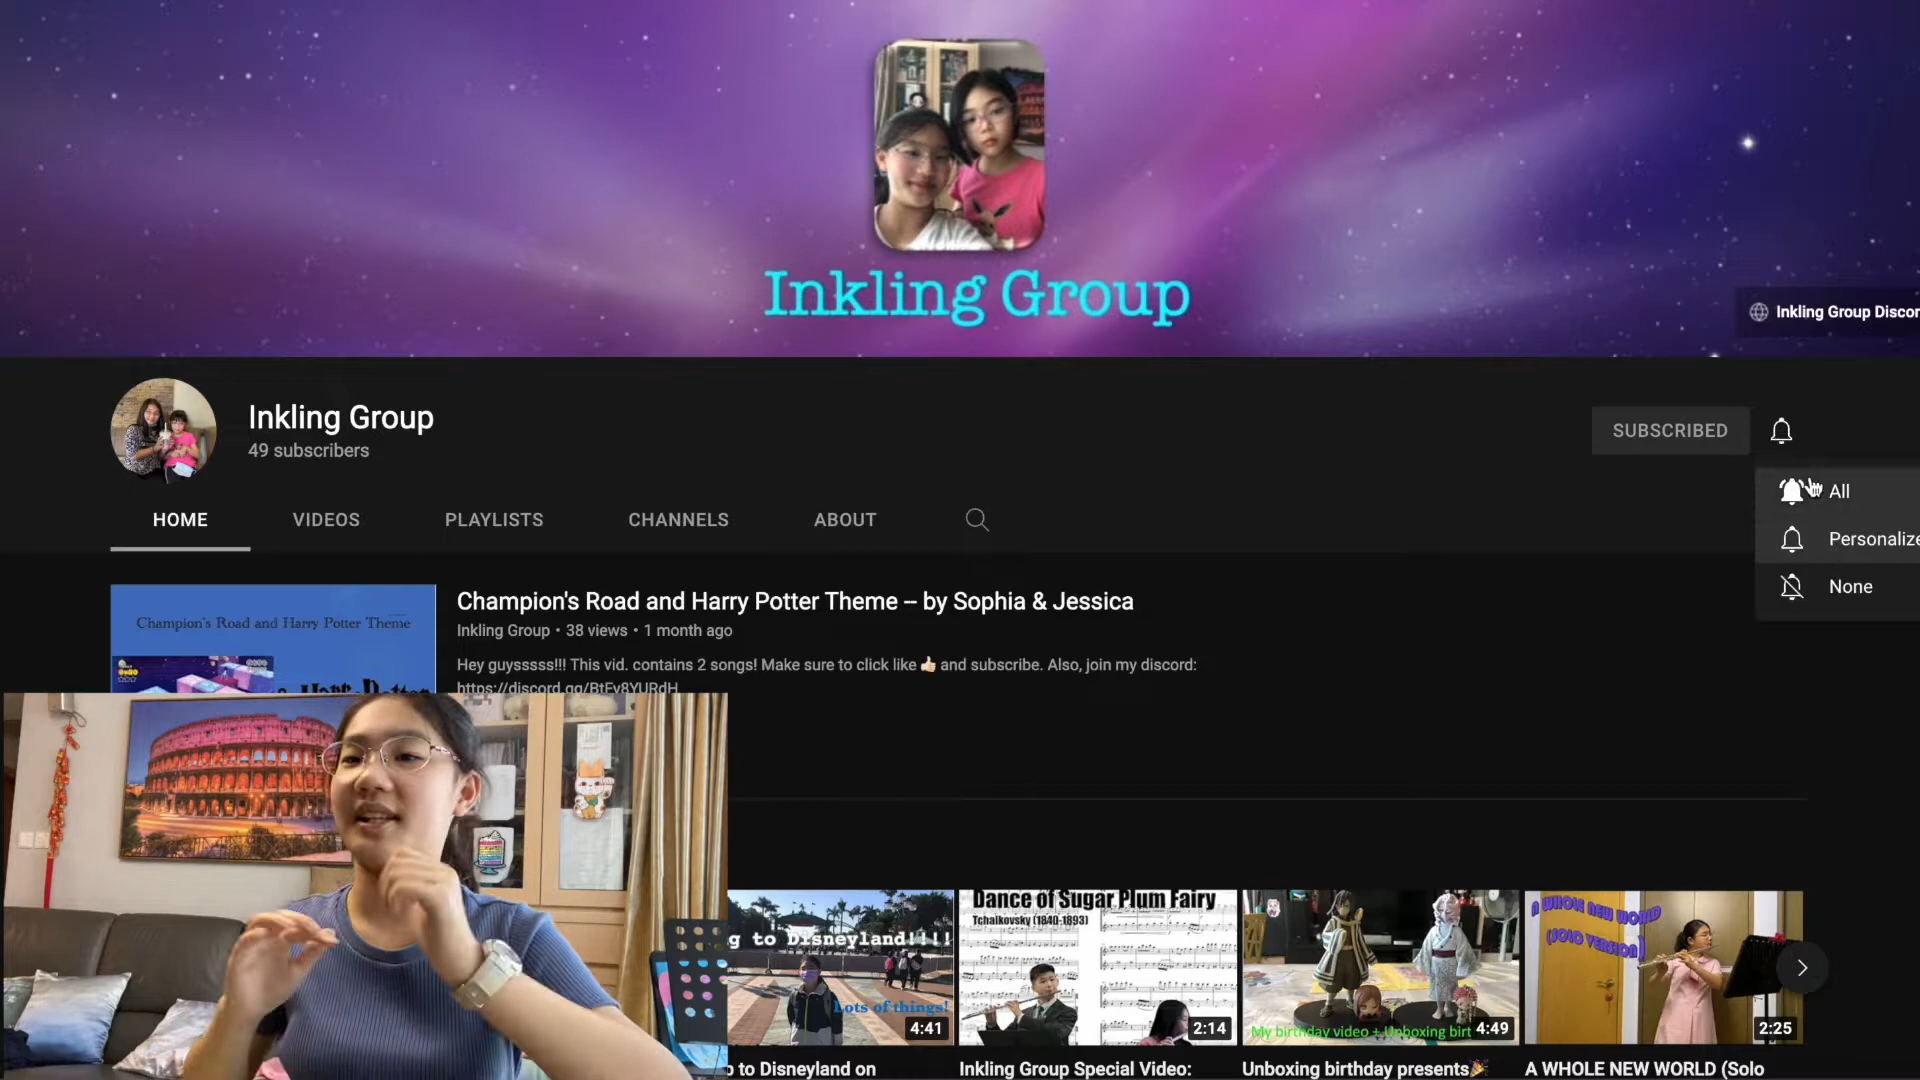 Inkling Group
Inkling Group Discor
Inkling Group
49 subscribers
SUBSCRIBED
All
Personalize
None
HOME
VIDEOS
PLAYLISTS
CHANNELS
ABOUT
Champion's Road and Harry Potter Theme
Champion's Road and Harry Potter Theme -- by Sophia & Jessica
Inkling Group • 38 views • 1 month ago
Hey guysssss!!! This vid. contains 2 songs! Make sure to click like 👍🏻 and subscribe. Also, join my discord:
https://discord.gg/BtEv8YURdH
g to Disneyland!!!!
Lots of things!
4:41
Dance of Sugar Plum Fairy
Tchaikovsky (1840-1893)
2:14
My birthday video + Unboxing birt
4:49
A WHOLE NEW WORLD
(SOLO VERSION)
2:25
to Disneyland on
Inkling Group Special Video:
Unboxing birthday presents🎉
A WHOLE NEW WORLD (Solo